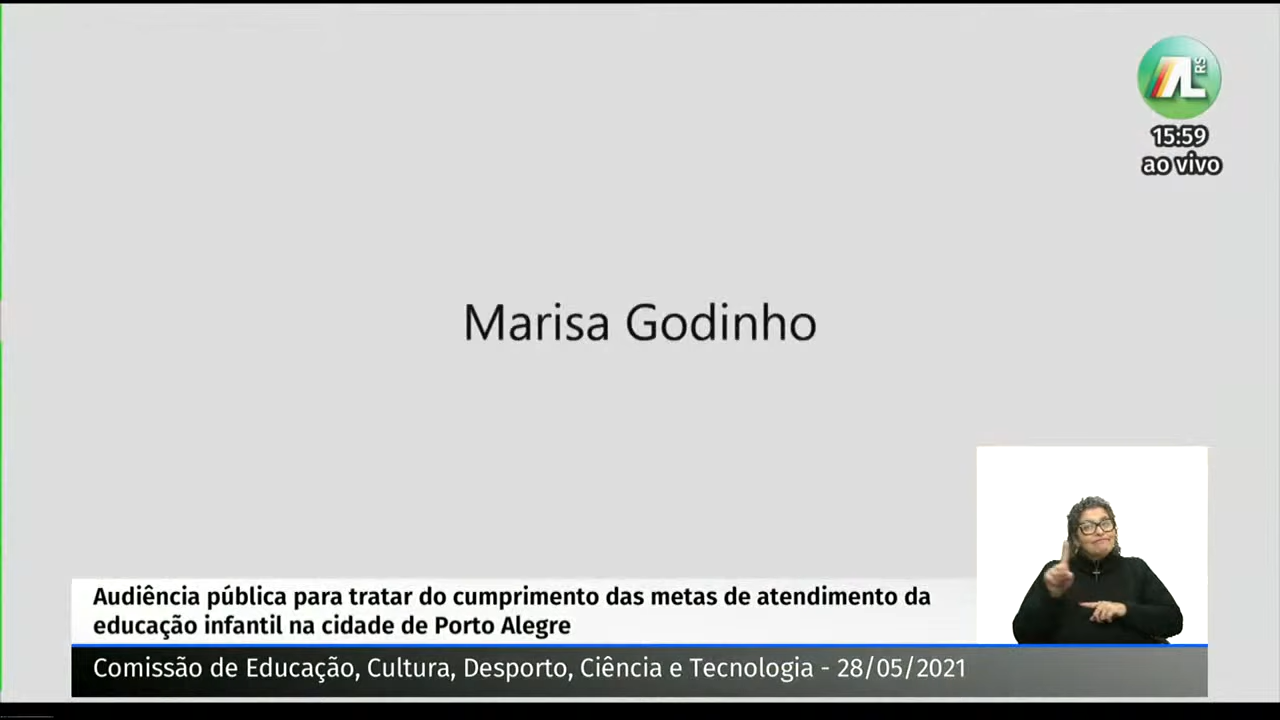 AL RS
15:59
ao vivo
Marisa Godinho
Audiência pública para tratar do cumprimento das metas de atendimento da
educação infantil na cidade de Porto Alegre
Comissão de Educação, Cultura, Desporto, Ciência e Tecnologia - 28/05/2021